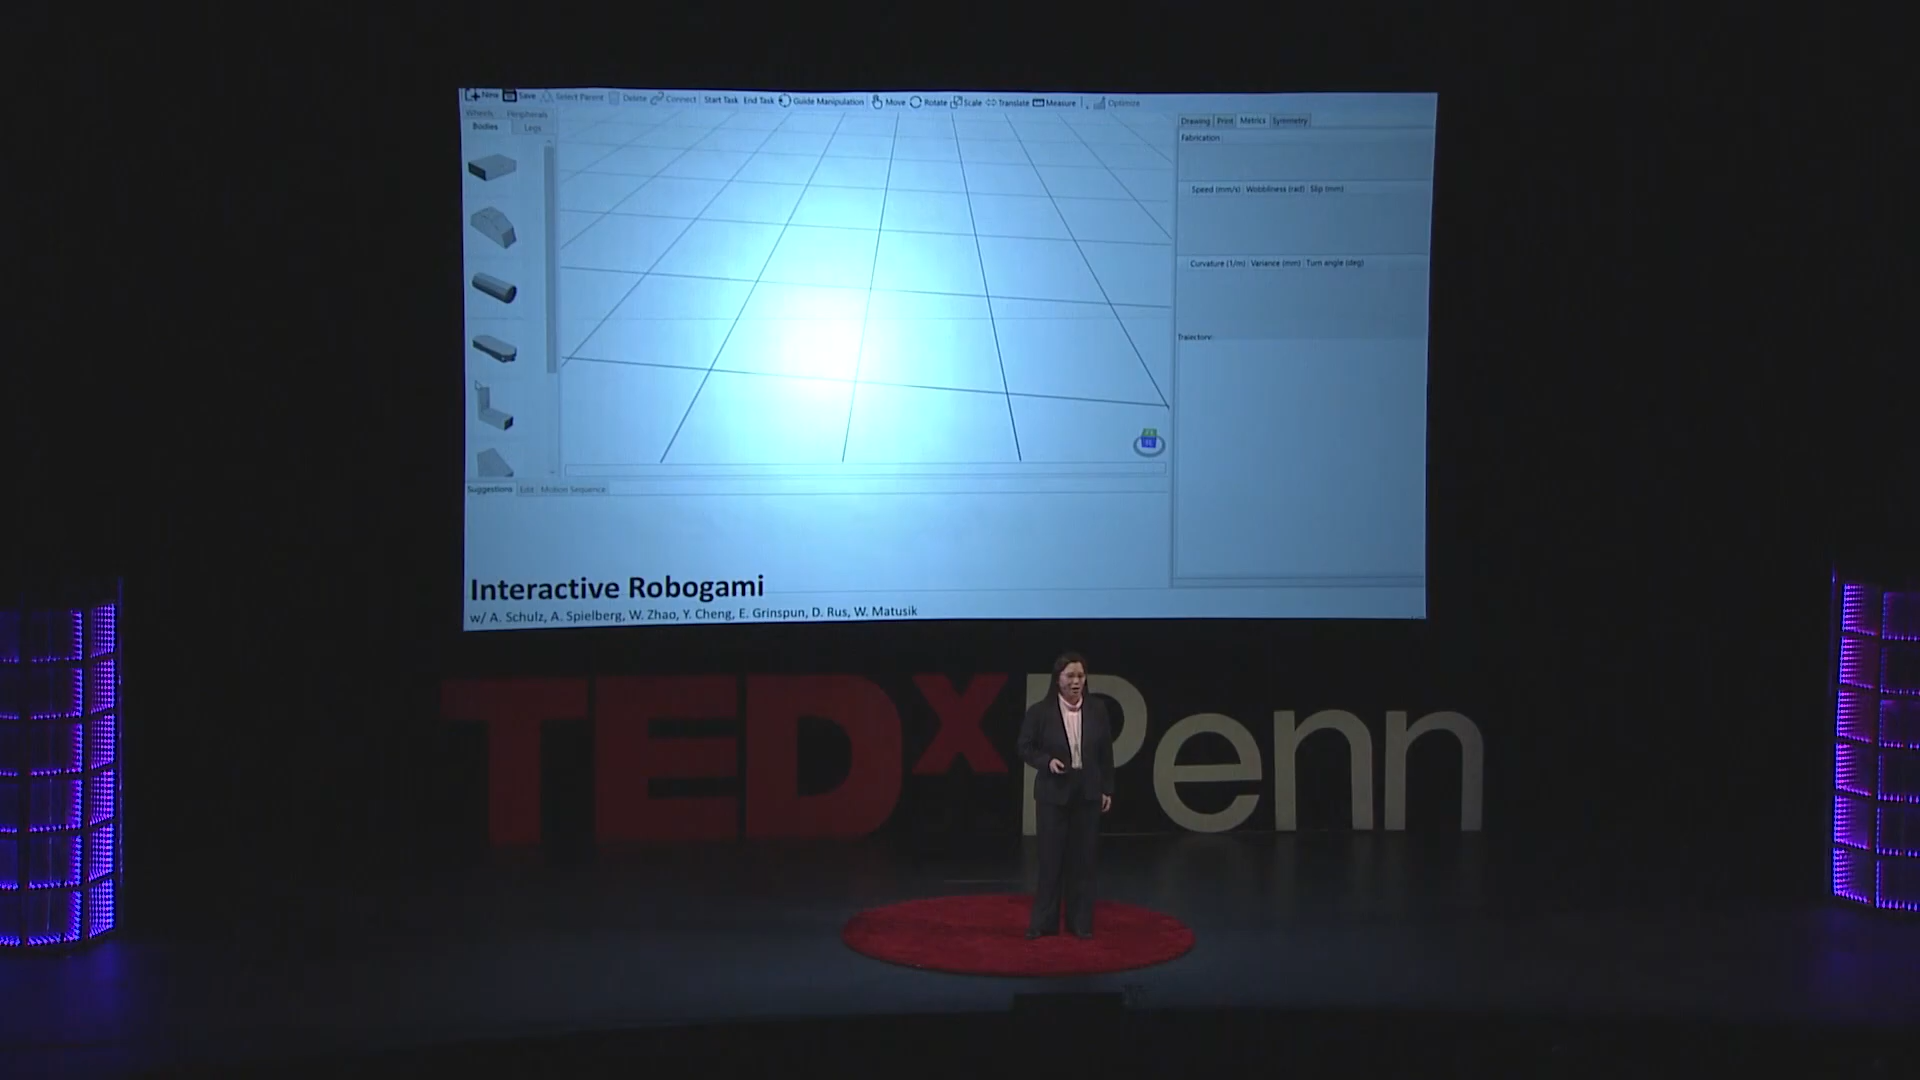 New Save Select Parent Delete Connect Start Task End Task Guide Manipulation Move Rotate Scale Translate Measure Optimize
Wheels Peripherals
Bodies Legs
Drawing Print Metrics Symmetry
Fabrication
Speed (mm/s) Wobbliness (rad) Slip (mm)
Curvature (1/m) Variance (mm) Turn angle (deg)
Trajectory:
Suggestions Edit Motion Sequence
Interactive Robogami
w/ A. Schulz, A. Spielberg, W. Zhao, Y. Cheng, E. Grinspun, D. Rus, W. Matusik
TEDxPenn